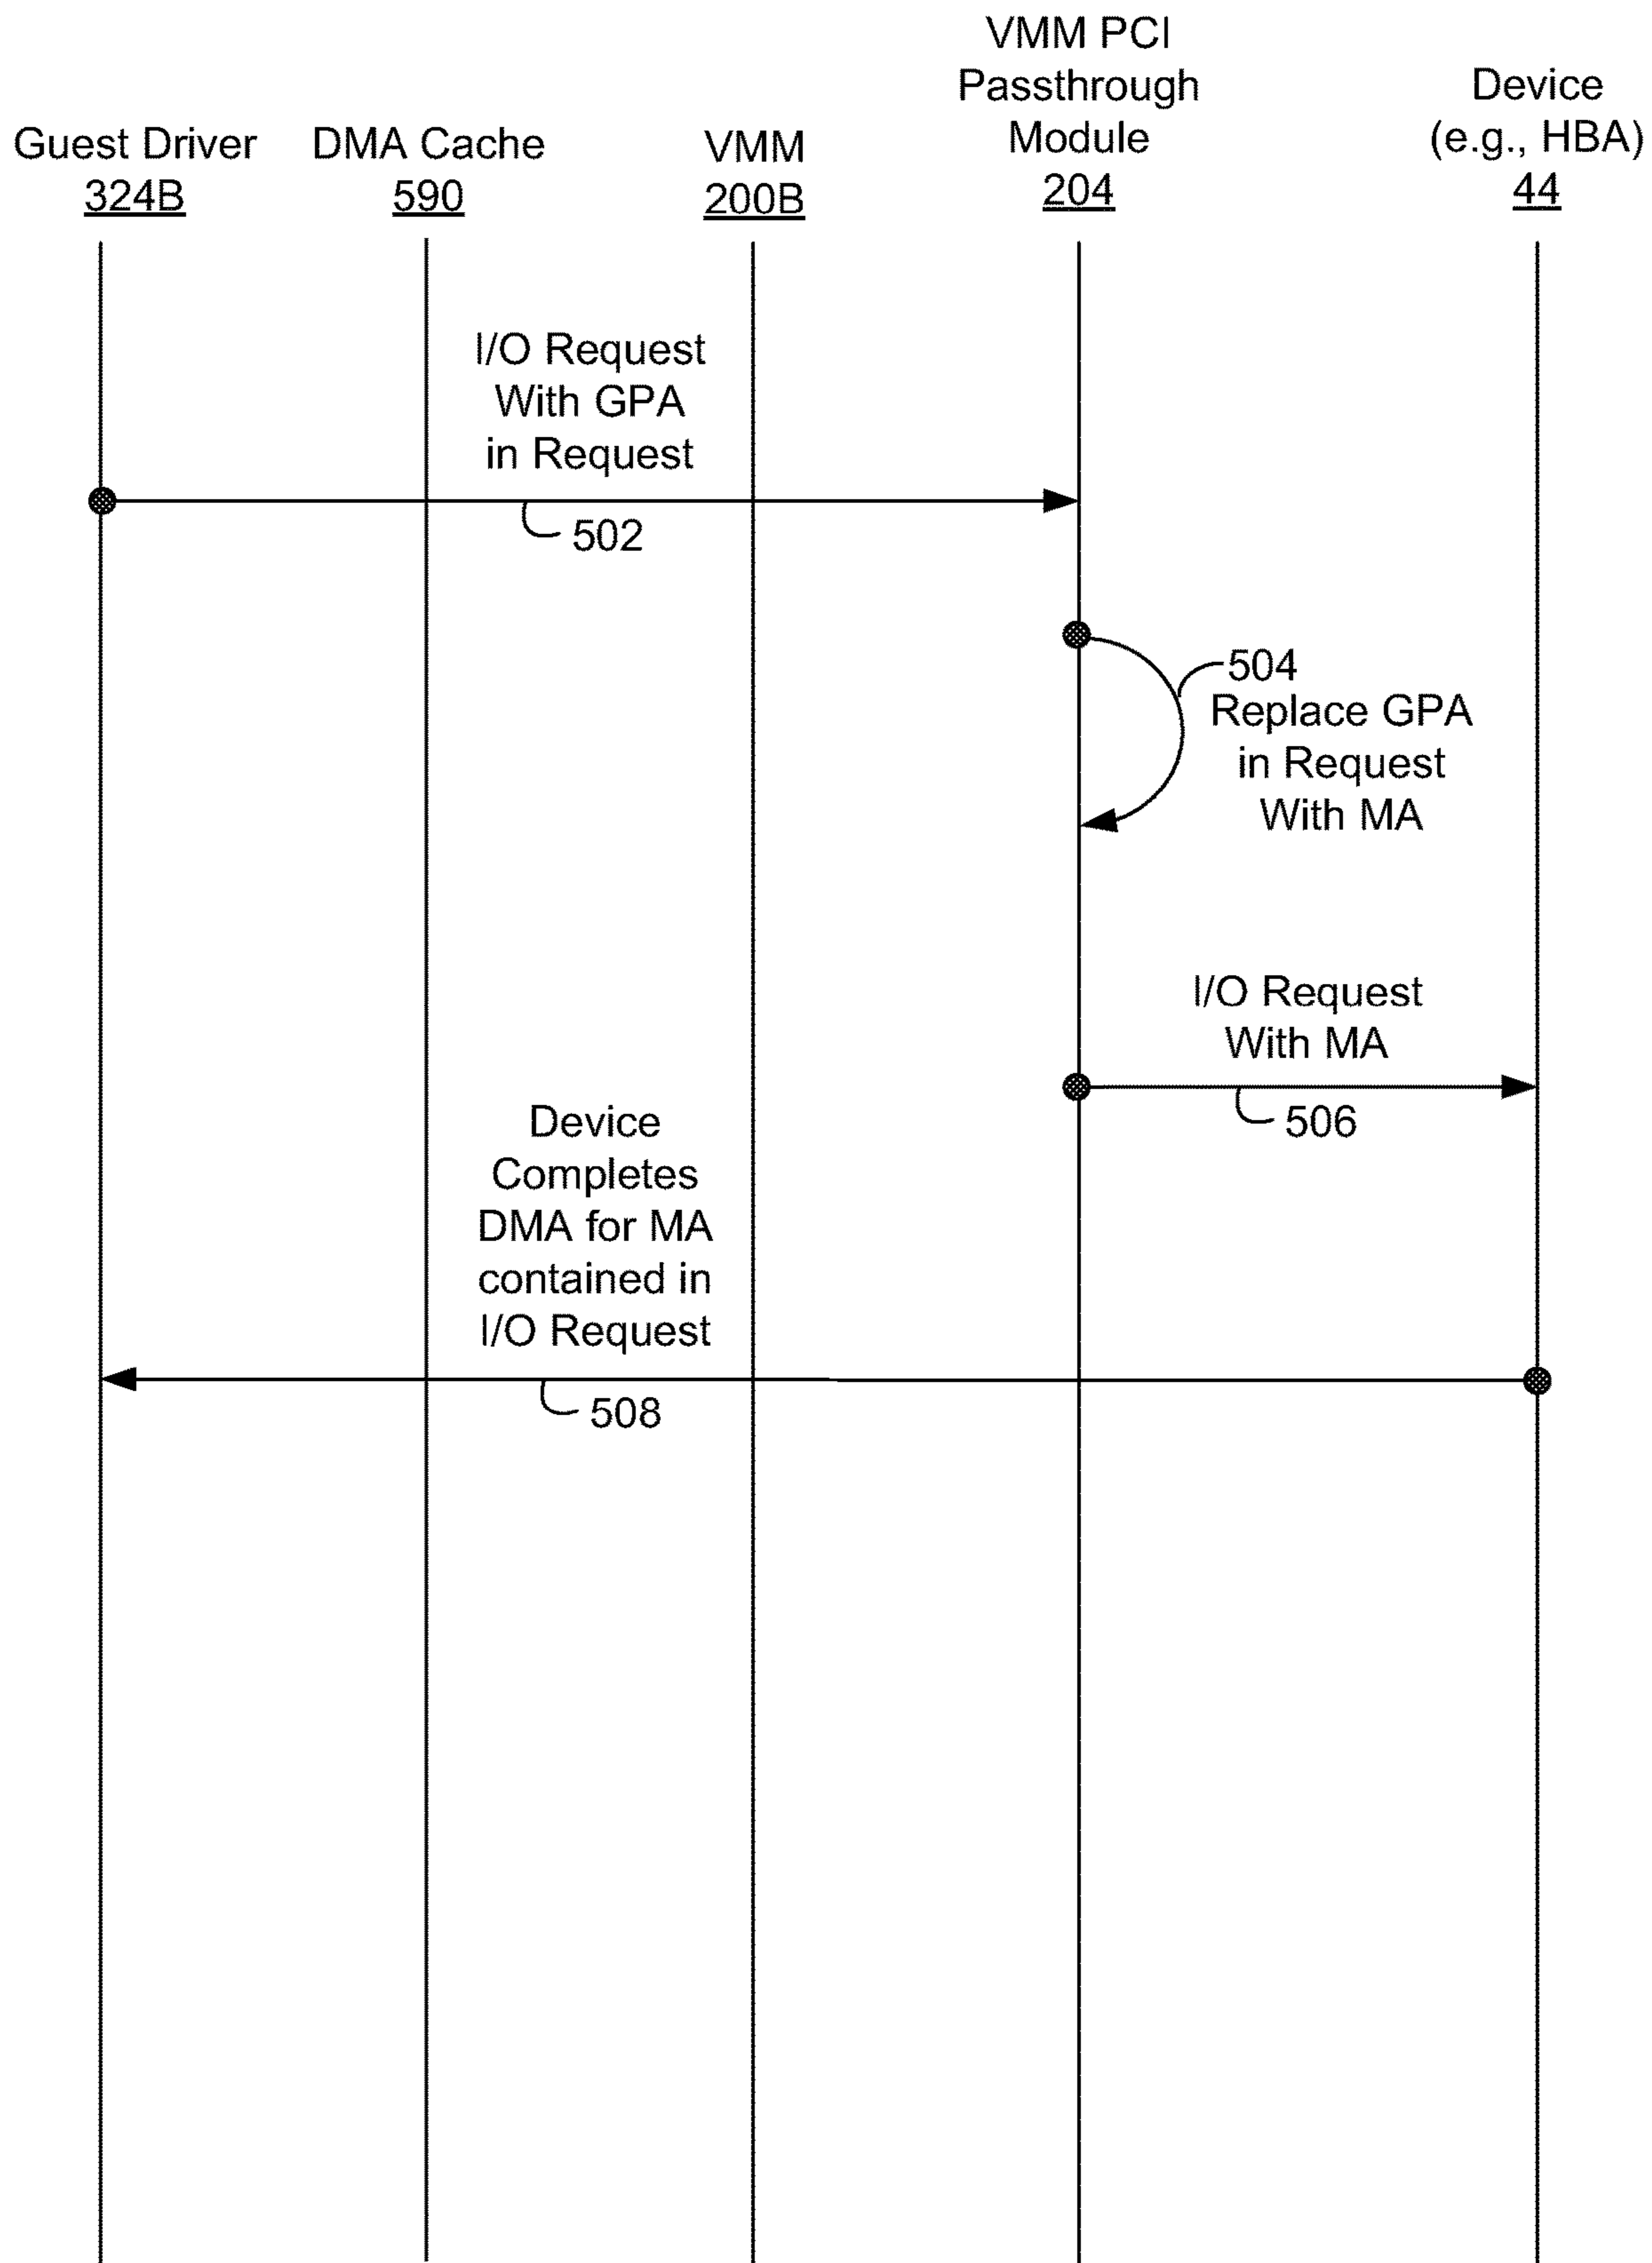 Guest Driver
324B
DMA Cache
590
VMM
200B
VMM PCI
Passthrough
Module
204
Device
(e.g., HBA)
44
I/O Request
With GPA
in Request
502
504
Replace GPA
in Request
With MA
I/O Request
With MA
506
Device
Completes
DMA for MA
contained in
I/O Request
508